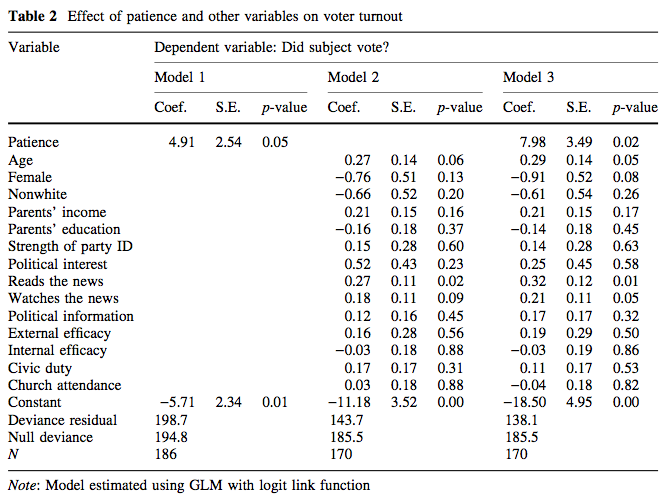 Table 2 Effect of patience and other variables on voter turnout
Variable Dependent variable: Did subject vote?
Model 1 Model 2 Model 3
Coef. S.E. p-value Coef. S.E. p-value Coef. S.E. p-value
Patience 4.91 2.54 0.05 7.98 3.49 0.02
Age 0.27 0.14 0.06 0.29 0.14 0.05
Female −0.76 0.51 0.13 −0.91 0.52 0.08
Nonwhite −0.66 0.52 0.20 −0.61 0.54 0.26
Parents' income 0.21 0.15 0.16 0.21 0.15 0.17
Parents' education −0.16 0.18 0.37 −0.14 0.18 0.45
Strength of party ID 0.15 0.28 0.60 0.14 0.28 0.63
Political interest 0.52 0.43 0.23 0.25 0.45 0.58
Reads the news 0.27 0.11 0.02 0.32 0.12 0.01
Watches the news 0.18 0.11 0.09 0.21 0.11 0.05
Political information 0.12 0.16 0.45 0.17 0.17 0.32
External efficacy 0.16 0.28 0.56 0.19 0.29 0.50
Internal efficacy −0.03 0.18 0.88 −0.03 0.19 0.86
Civic duty 0.17 0.17 0.31 0.11 0.17 0.53
Church attendance 0.03 0.18 0.88 −0.04 0.18 0.82
Constant −5.71 2.34 0.01 −11.18 3.52 0.00 −18.50 4.95 0.00
Deviance residual 198.7 143.7 138.1
Null deviance 194.8 185.5 185.5
N 186 170 170
Note: Model estimated using GLM with logit link function